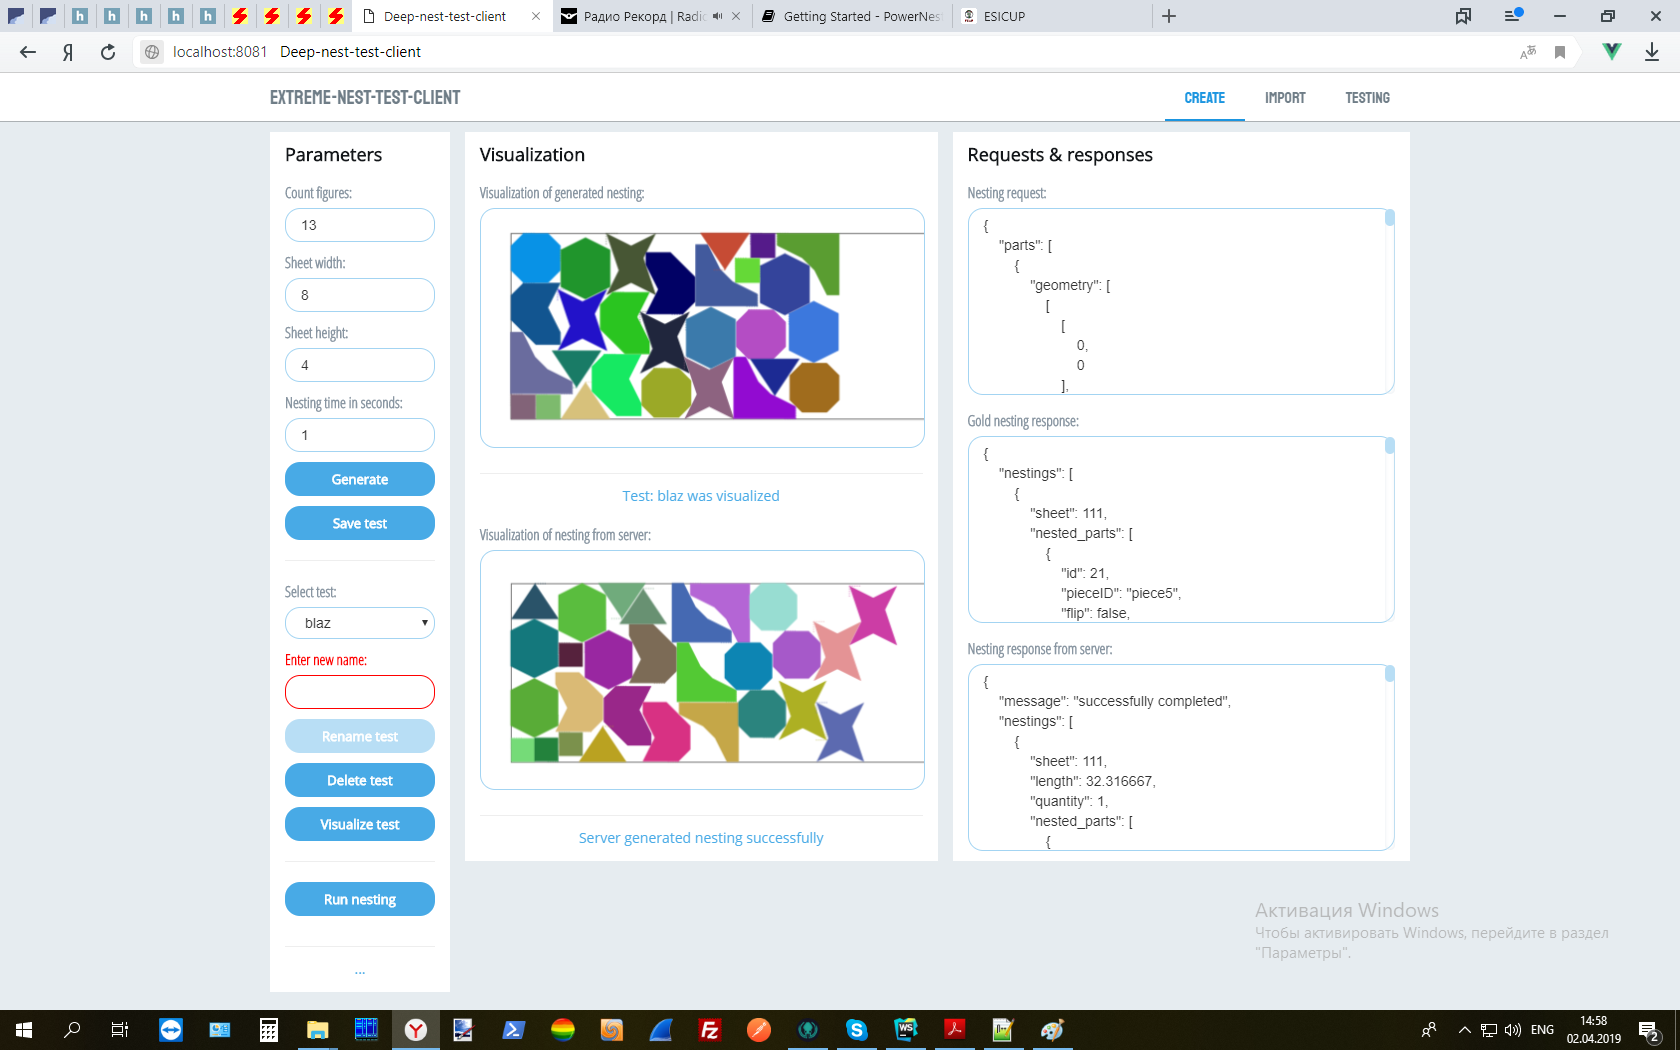 Deep-nest-test-client
Радио Рекорд | Radio
Getting Started - PowerNest
ESICUP
localhost:8081 Deep-nest-test-client
EXTREME-NEST-TEST-CLIENT
CREATE
IMPORT
TESTING
Parameters
Count figures:
13
Sheet width:
8
Sheet height:
4
Nesting time in seconds:
1
Generate
Save test
Select test:
blaz
Enter new name:
Rename test
Delete test
Visualize test
Run nesting
...
Visualization
Visualization of generated nesting:
Test: blaz was visualized
Visualization of nesting from server:
Server generated nesting successfully
Requests & responses
Nesting request:
{
"parts": [
{
"geometry": [
[
[
0,
0
],
Gold nesting response:
{
"nestings": [
{
"sheet": 111,
"nested_parts": [
{
"id": 21,
"pieceID": "piece5",
"flip": false,
Nesting response from server:
{
"message": "successfully completed",
"nestings": [
{
"sheet": 111,
"length": 32.316667,
"quantity": 1,
"nested_parts": [
{
Активация Windows
Чтобы активировать Windows, перейдите в раздел
"Параметры".
ENG
14:58
02.04.2019
2